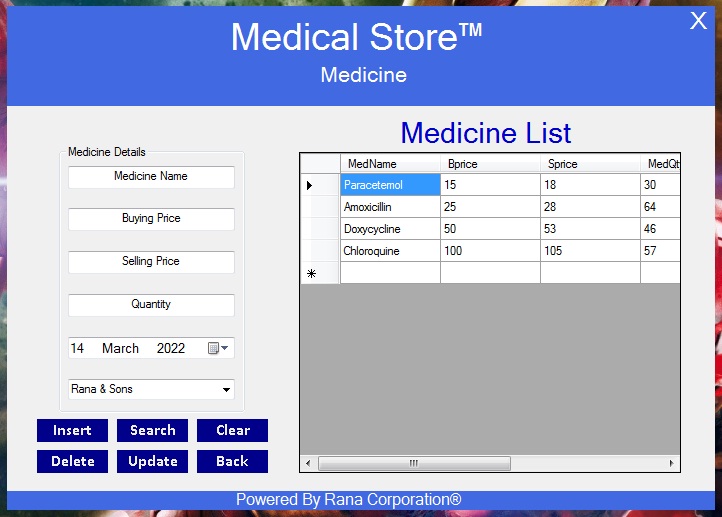 X
Medical Store™
Medicine
Medicine List
Medicine Details
Medicine Name
Buying Price
Selling Price
Quantity
14 March 2022
Rana & Sons
Insert Search Clear
Delete Update Back
MedName Bprice Sprice MedQt
Paracetemol 15 18 30
Amoxicillin 25 28 64
Doxycycline 50 53 46
Chloroquine 100 105 57
Powered By Rana Corporation®